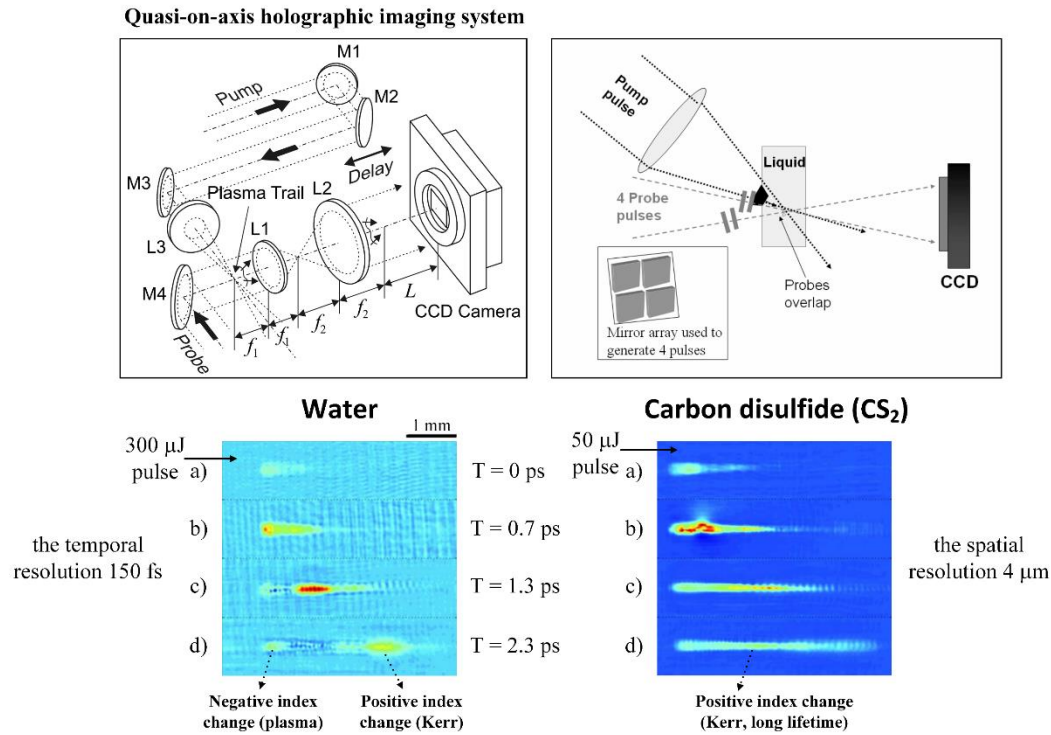 Quasi-on-axis holographic imaging system
M1
Pump
M2
Delay
M3
Plasma Trail
L2
L3
L1
M4
L
f₂
f₂
f₁
f₁
CCD Camera
Probe
Pump
pulse
Liquid
4 Probe
pulses
Probes
overlap
CCD
Mirror array used to
generate 4 pulses
Water
1 mm
300 μJ
pulse
a)
T = 0 ps
b)
T = 0.7 ps
the temporal
resolution 150 fs
c)
T = 1.3 ps
d)
T = 2.3 ps
Negative index
change (plasma)
Positive index
change (Kerr)
Carbon disulfide (CS₂)
50 μJ
pulse
a)
b)
c)
d)
the spatial
resolution 4 μm
Positive index change
(Kerr, long lifetime)